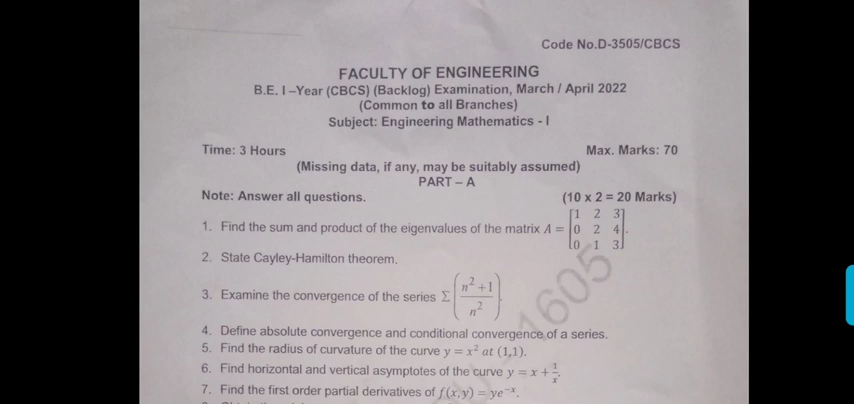 Code No.D-3505/CBCS
FACULTY OF ENGINEERING
B.E. I –Year (CBCS) (Backlog) Examination, March / April 2022
(Common to all Branches)
Subject: Engineering Mathematics - I
Time: 3 Hours Max. Marks: 70
(Missing data, if any, may be suitably assumed)
PART – A
Note: Answer all questions. (10 x 2 = 20 Marks)
1. Find the sum and product of the eigenvalues of the matrix A = [1 2 3; 0 2 4; 0 1 3].
2. State Cayley-Hamilton theorem.
3. Examine the convergence of the series Σ ( (n²+1)/n² ).
4. Define absolute convergence and conditional convergence of a series.
5. Find the radius of curvature of the curve y = x² at (1,1).
6. Find horizontal and vertical asymptotes of the curve y = x + 1/x.
7. Find the first order partial derivatives of f(x,y) = ye⁻ˣ.
1605